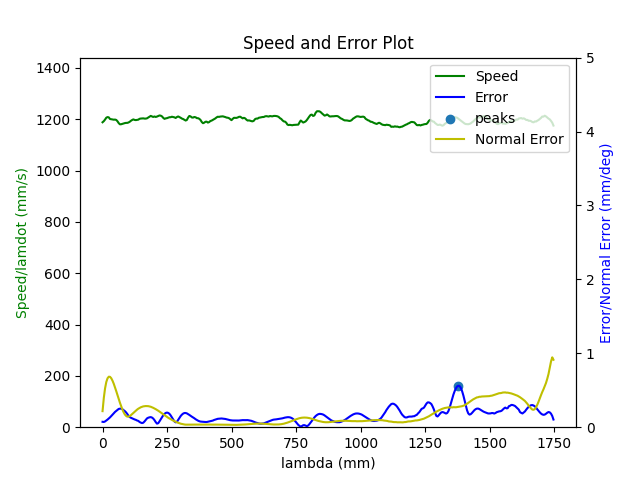 Speed and Error Plot
Speed
Error
peaks
Normal Error
1400
1200
1000
800
600
400
200
0
Speed/lamdot (mm/s)
5
4
3
2
1
0
Error/Normal Error (mm/deg)
0 250 500 750 1000 1250 1500 1750
lambda (mm)